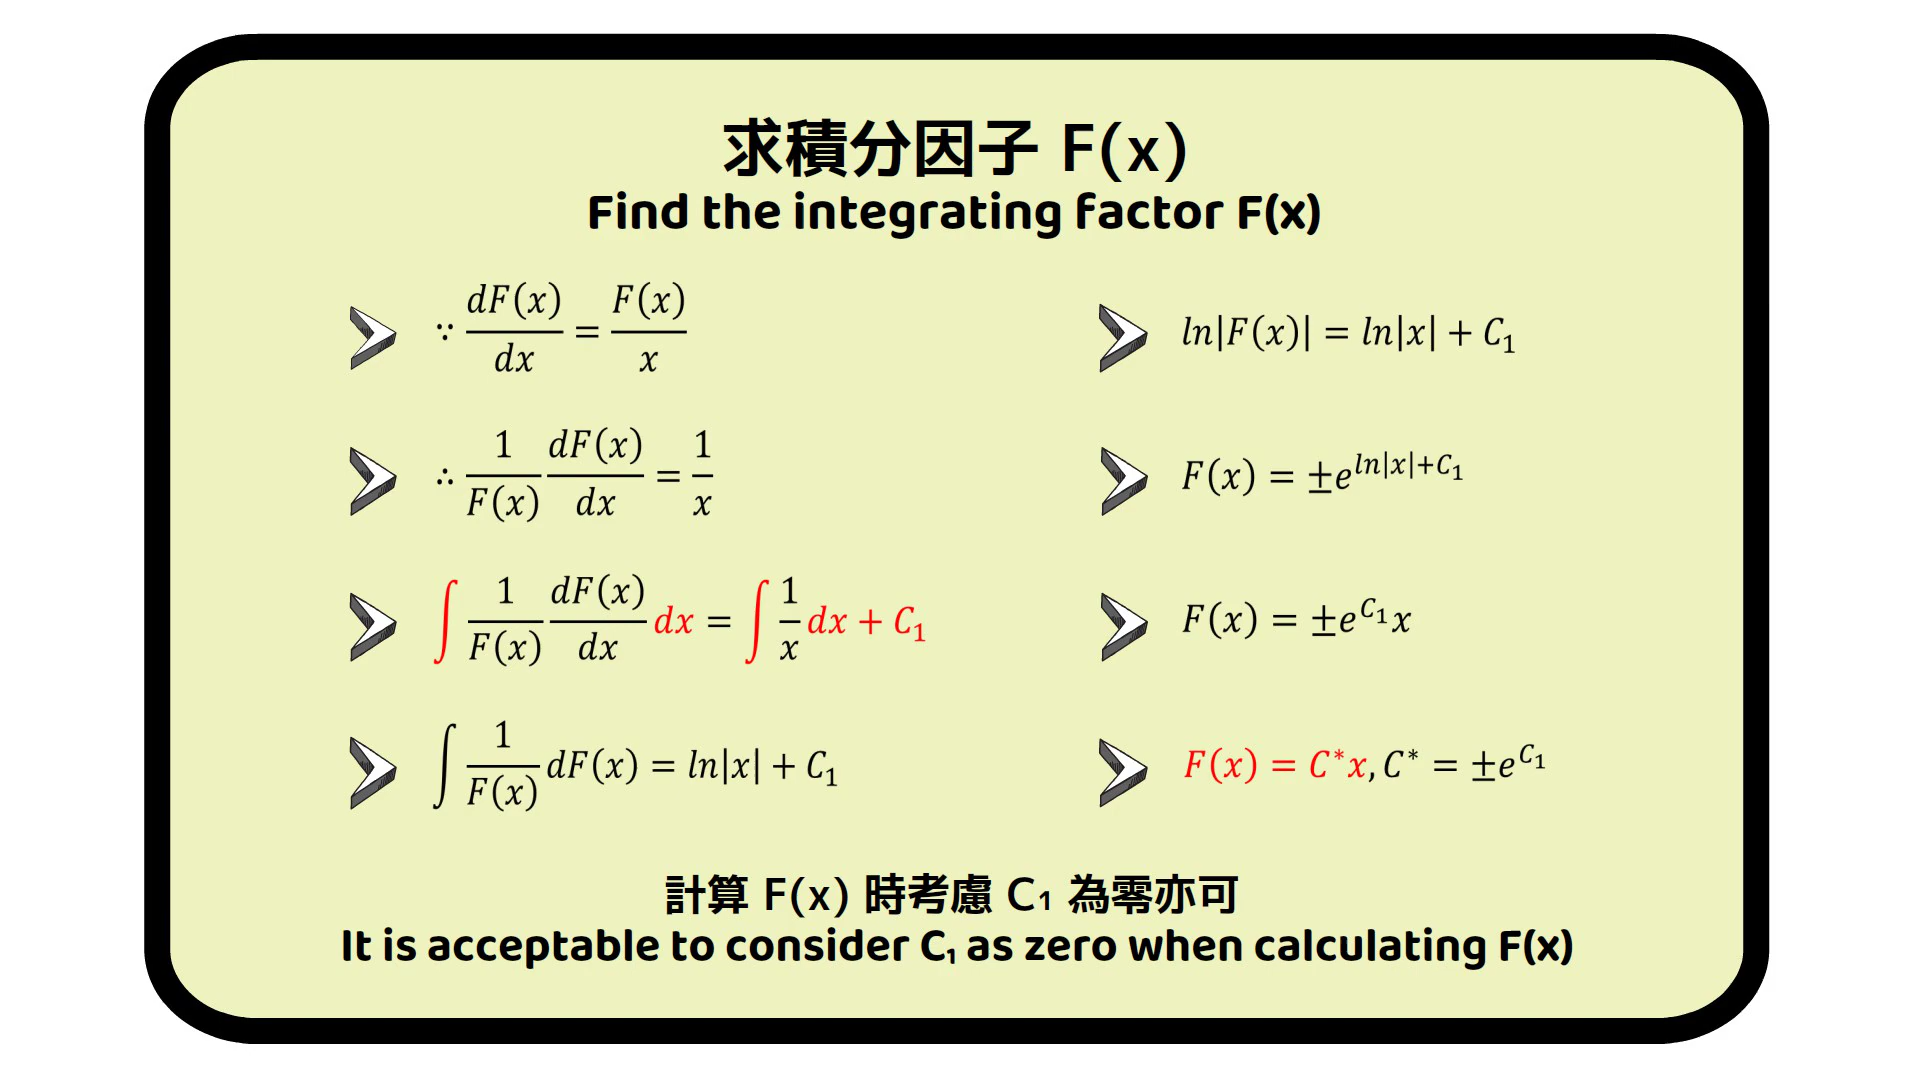 求積分因子 F(x)
Find the integrating factor F(x)
∵ dF(x)/dx = F(x)/x
∴ 1/F(x) dF(x)/dx = 1/x
∫ 1/F(x) dF(x)/dx dx = ∫ 1/x dx + C₁
∫ 1/F(x) dF(x) = ln|x| + C₁
ln|F(x)| = ln|x| + C₁
F(x) = ±e^(ln|x|+C₁)
F(x) = ±e^(C₁) x
F(x) = C*x, C* = ±e^(C₁)
計算 F(x) 時考慮 C₁ 為零亦可
It is acceptable to consider C₁ as zero when calculating F(x)